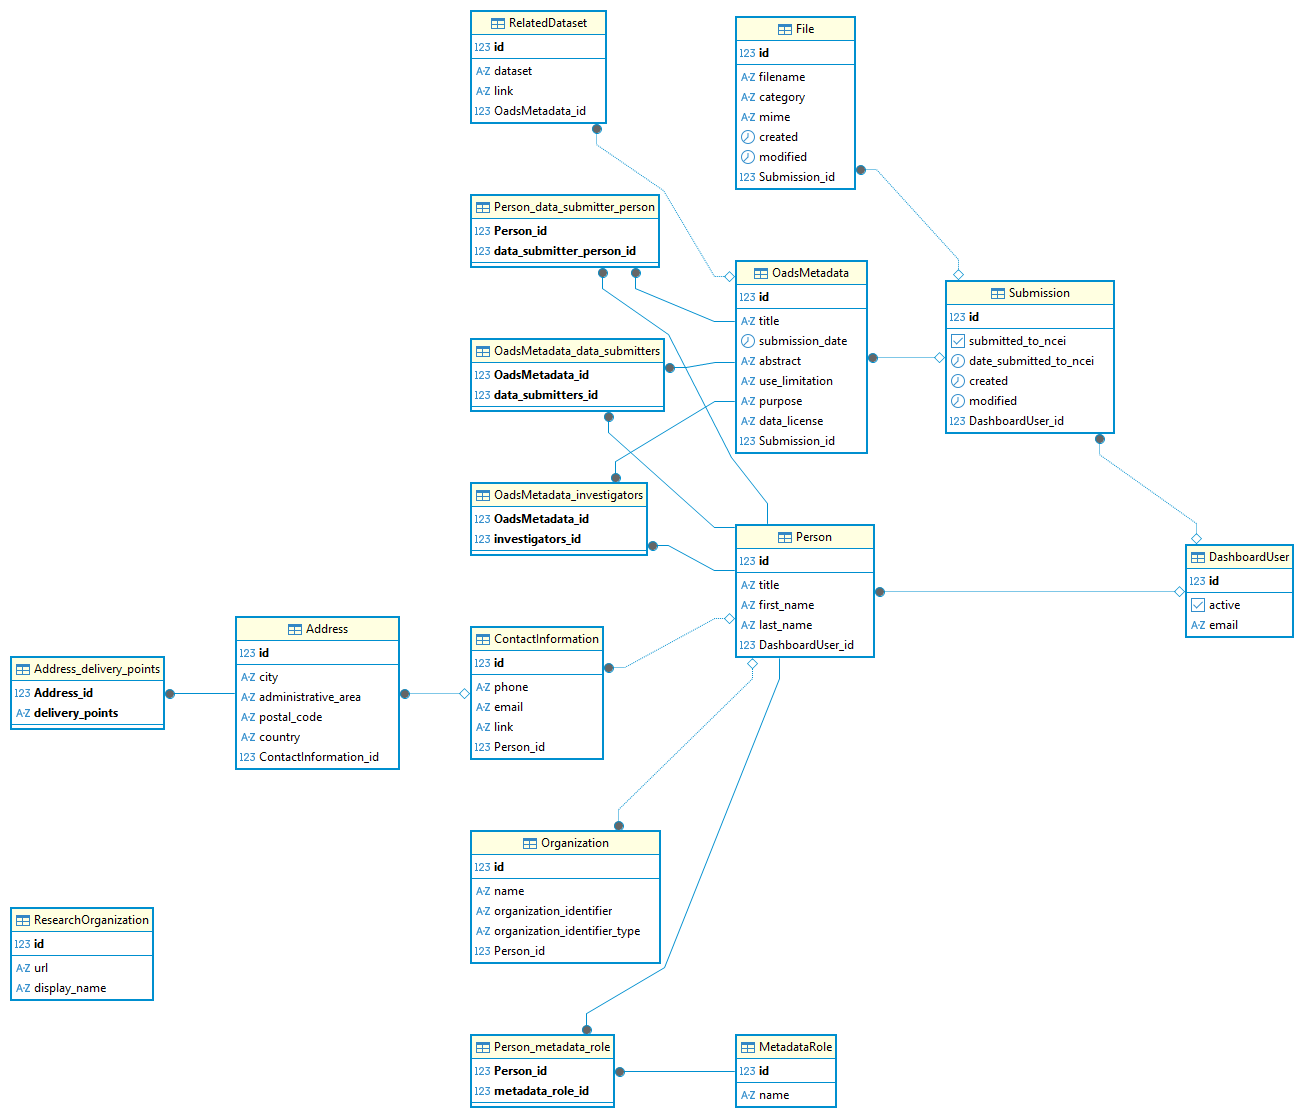 RelatedDataset
123 id
A-Z dataset
A-Z link
123 OadsMetadata_id
File
123 id
A-Z filename
A-Z category
A-Z mime
created
modified
123 Submission_id
Person_data_submitter_person
123 Person_id
123 data_submitter_person_id
OadsMetadata
123 id
A-Z title
submission_date
A-Z abstract
A-Z use_limitation
A-Z purpose
A-Z data_license
123 Submission_id
Submission
123 id
submitted_to_ncei
date_submitted_to_ncei
created
modified
123 DashboardUser_id
OadsMetadata_data_submitters
123 OadsMetadata_id
123 data_submitters_id
OadsMetadata_investigators
123 OadsMetadata_id
123 investigators_id
Person
123 id
A-Z title
A-Z first_name
A-Z last_name
123 DashboardUser_id
DashboardUser
123 id
active
A-Z email
Address_delivery_points
123 Address_id
A-Z delivery_points
Address
123 id
A-Z city
A-Z administrative_area
A-Z postal_code
A-Z country
123 ContactInformation_id
ContactInformation
123 id
A-Z phone
A-Z email
A-Z link
123 Person_id
Organization
123 id
A-Z name
A-Z organization_identifier
A-Z organization_identifier_type
123 Person_id
ResearchOrganization
123 id
A-Z url
A-Z display_name
Person_metadata_role
123 Person_id
123 metadata_role_id
MetadataRole
123 id
A-Z name